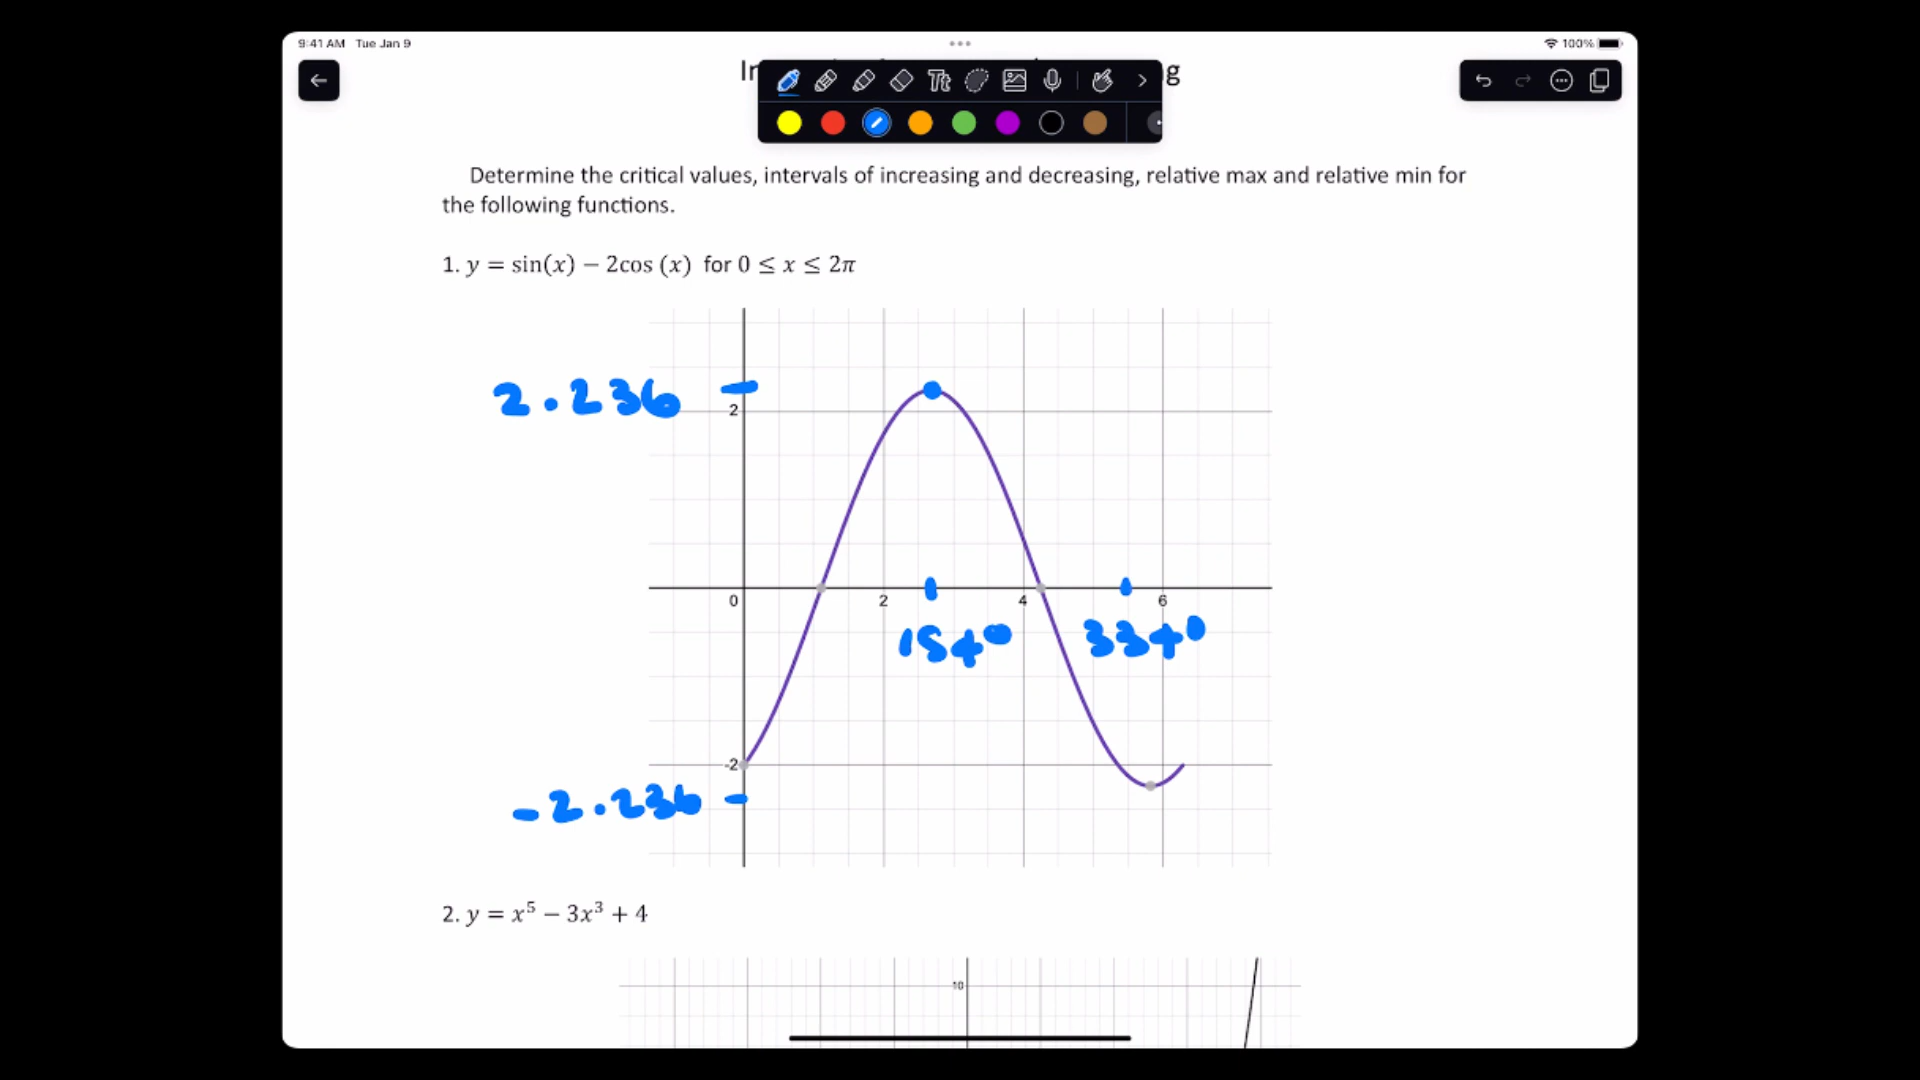 9:41 AM Tue Jan 9
100%
Tt
g
Determine the critical values, intervals of increasing and decreasing, relative max and relative min for
the following functions.
1. y = sin(x) − 2cos (x) for 0 ≤ x ≤ 2π
2.236
2
0 2 4 6
154° 334°
-2
-2.236
2. y = x⁵ − 3x³ + 4
10